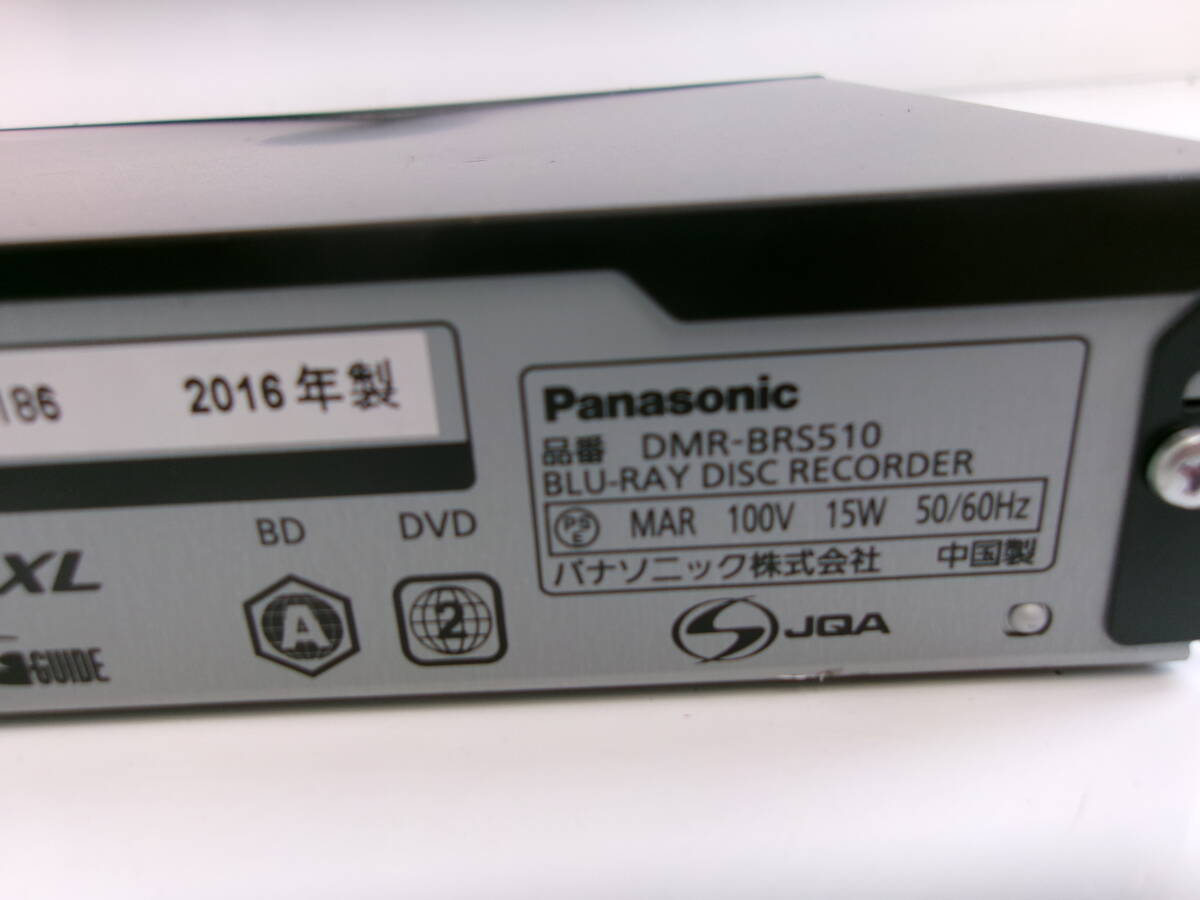 186 2016年製
Panasonic
品番 DMR-BRS510
BLU-RAY DISC RECORDER
PSE MAR 100V 15W 50/60Hz
パナソニック株式会社 中国製
BD DVD
XL
A 2
G-GUIDE
JQA